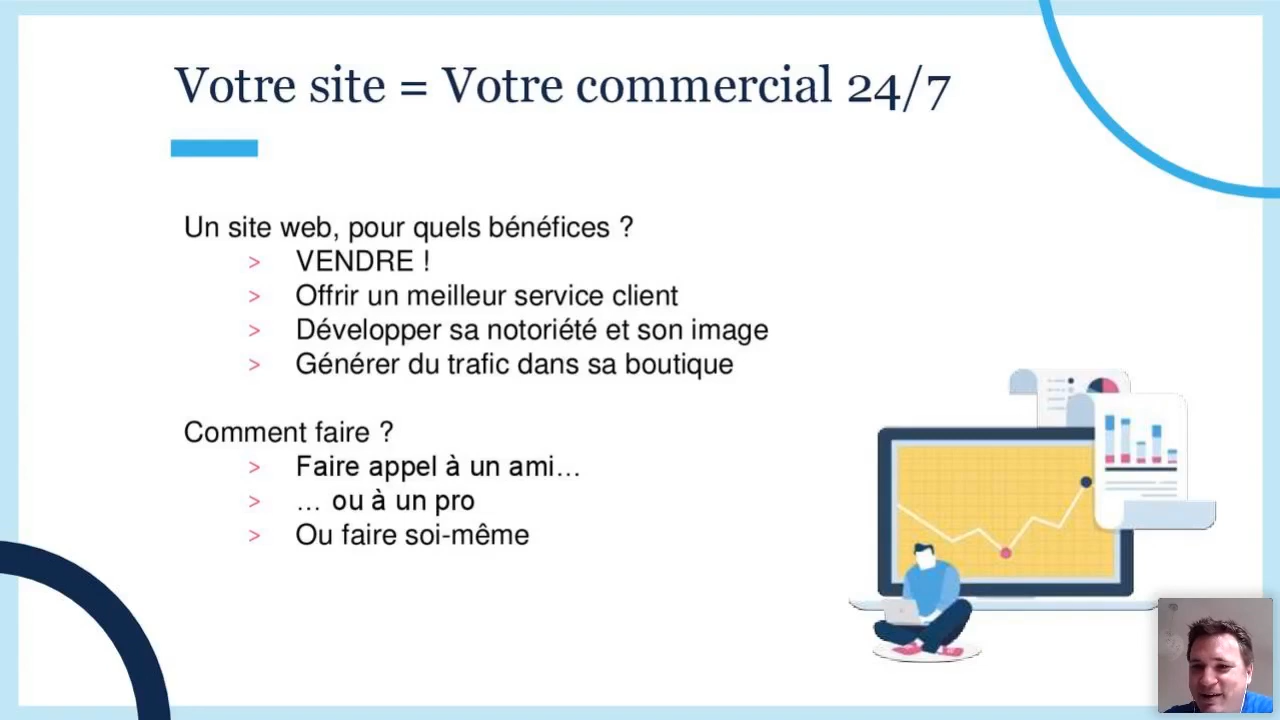 Votre site = Votre commercial 24/7
Un site web, pour quels bénéfices ?
> VENDRE !
> Offrir un meilleur service client
> Développer sa notoriété et son image
> Générer du trafic dans sa boutique
Comment faire ?
> Faire appel à un ami…
> … ou à un pro
> Ou faire soi-même